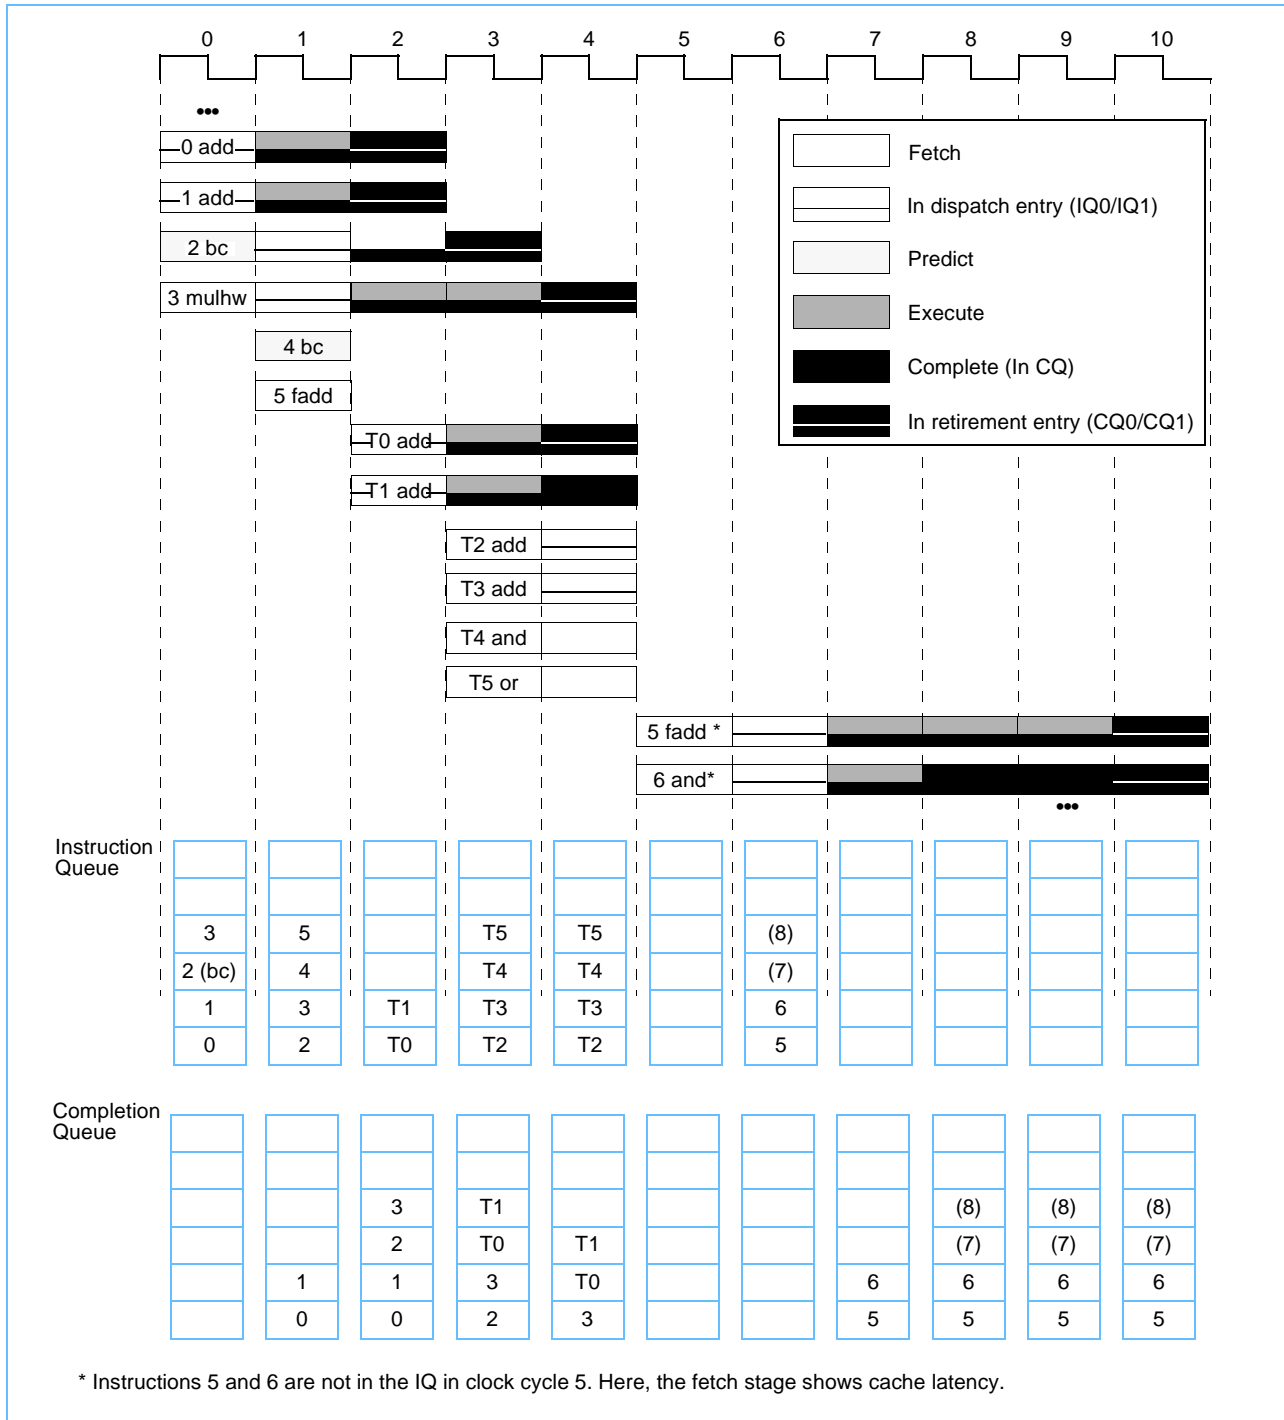 0 1 2 3 4 5 6 7 8 9 10
•••
0 add
Fetch
1 add
In dispatch entry (IQ0/IQ1)
2 bc
Predict
3 mulhw
Execute
4 bc
Complete (In CQ)
5 fadd
In retirement entry (CQ0/CQ1)
T0 add
T1 add
T2 add
T3 add
T4 and
T5 or
5 fadd *
6 and*
•••
Instruction
Queue
3 5 T5 T5 (8)
2 (bc) 4 T4 T4 (7)
1 3 T1 T3 T3 6
0 2 T0 T2 T2 5
Completion
Queue
3 T1 (8) (8) (8)
2 T0 T1 (7) (7) (7)
1 1 3 T0 6 6 6 6
0 0 2 3 5 5 5 5
* Instructions 5 and 6 are not in the IQ in clock cycle 5. Here, the fetch stage shows cache latency.